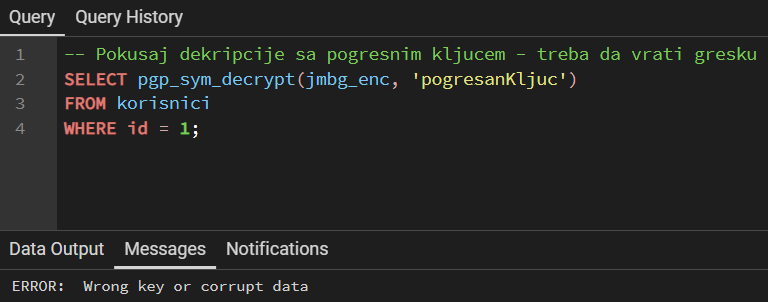 Query Query History
1 -- Pokusaj dekripcije sa pogresnim kljucem - treba da vrati gresku
2 SELECT pgp_sym_decrypt(jmbg_enc, 'pogresanKljuc')
3 FROM korisnici
4 WHERE id = 1;
Data Output Messages Notifications
ERROR:  Wrong key or corrupt data